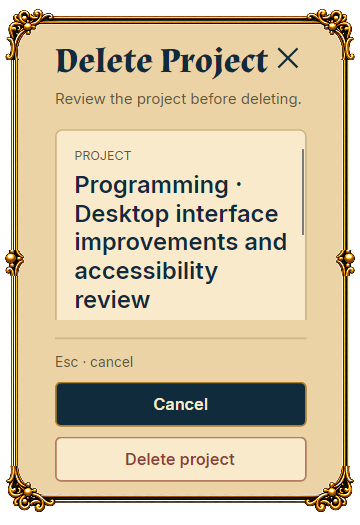 Delete Project
Review the project before deleting.
PROJECT
Programming ·
Desktop interface
improvements and
accessibility
review
Esc · cancel
Cancel
Delete project